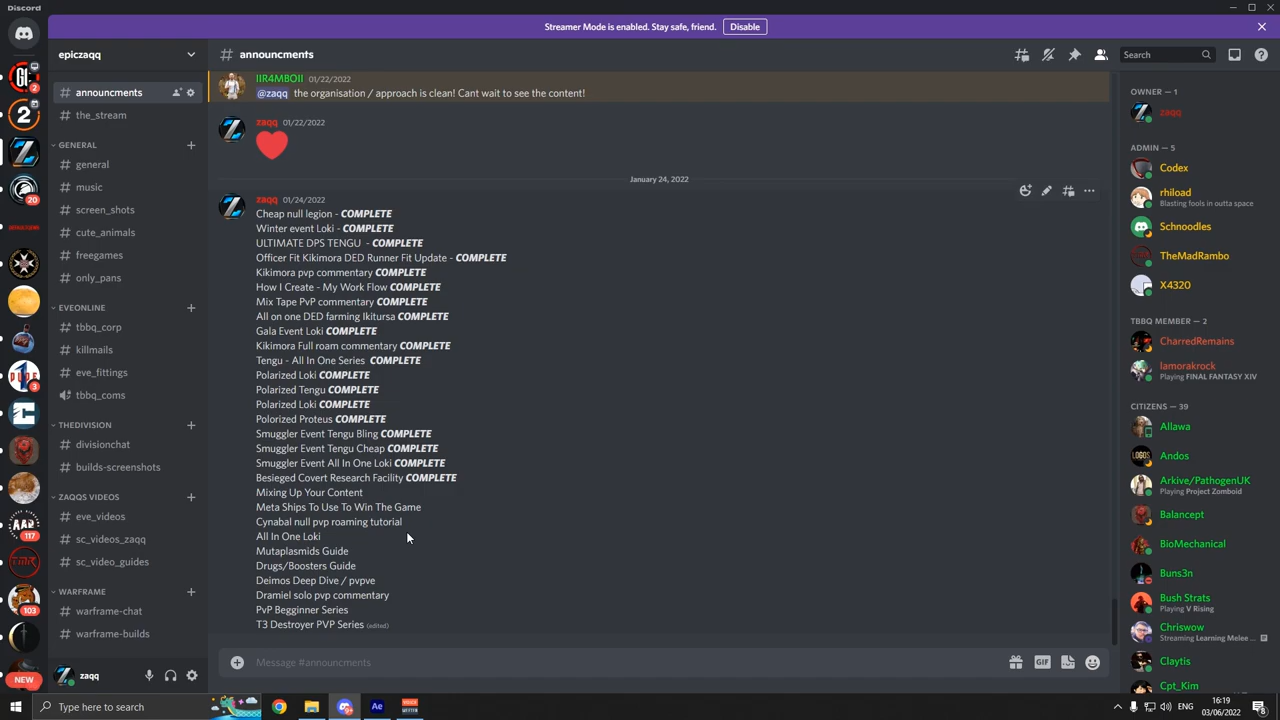 Discord
Streamer Mode is enabled. Stay safe, friend. Disable
epiczaqq
announcments
Search
announcments
the_stream
GENERAL
general
music
screen_shots
cute_animals
freegames
only_pans
EVEONLINE
tbbq_corp
killmails
eve_fittings
tbbq_coms
THEDIVISION
divisionchat
builds-screenshots
ZAQQS VIDEOS
eve_videos
sc_videos_zaqq
sc_video_guides
WARFRAME
warframe-chat
warframe-builds
zaqq
2
20
3
117
103
NEW
IIR4MBOII 01/22/2022
@zaqq the organisation / approach is clean! Cant wait to see the content!
zaqq 01/22/2022
January 24, 2022
zaqq 01/24/2022
Cheap null legion - COMPLETE
Winter event Loki - COMPLETE
ULTIMATE DPS TENGU - COMPLETE
Officer Fit Kikimora DED Runner Fit Update - COMPLETE
Kikimora pvp commentary COMPLETE
How I Create - My Work Flow COMPLETE
Mix Tape PvP commentary COMPLETE
All on one DED farming Ikitursa COMPLETE
Gala Event Loki COMPLETE
Kikimora Full roam commentary COMPLETE
Tengu - All In One Series COMPLETE
Polarized Loki COMPLETE
Polarized Tengu COMPLETE
Polarized Loki COMPLETE
Polorized Proteus COMPLETE
Smuggler Event Tengu Bling COMPLETE
Smuggler Event Tengu Cheap COMPLETE
Smuggler Event All In One Loki COMPLETE
Besieged Covert Research Facility COMPLETE
Mixing Up Your Content
Meta Ships To Use To Win The Game
Cynabal null pvp roaming tutorial
All In One Loki
Mutaplasmids Guide
Drugs/Boosters Guide
Deimos Deep Dive / pvpve
Dramiel solo pvp commentary
PvP Begginner Series
T3 Destroyer PVP Series (edited)
Message #announcments
GIF
OWNER — 1
zaqq
ADMIN — 5
Codex
rhiload
Blasting foods in outta space
Schnoodles
TheMadRambo
X4320
TBBQ MEMBER — 2
CharredRemains
lamorakrock
Playing FINAL FANTASY XIV
CITIZENS — 39
Allawa
Andos
Arkive/PathogenUK
Playing Project Zomboid
Balancept
BioMechanical
Buns3n
Bush Strats
Playing V Rising
Chriswow
Streaming Learning Melee ...
Claytis
Cpt_Kim
Type here to search
Ae
VOICE
ENG
16:19
03/06/2022